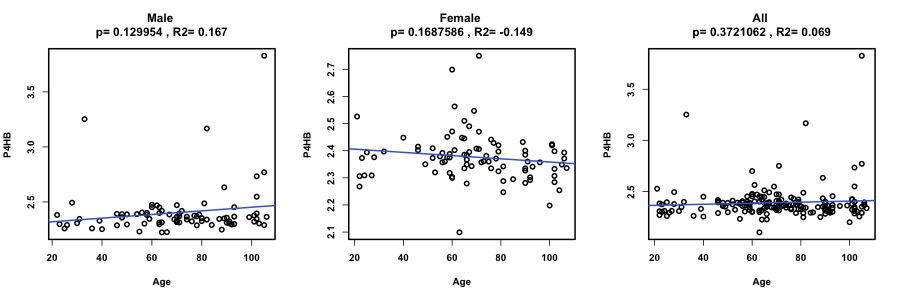 Male
p= 0.129954 , R2= 0.167
P4HB
3.5
3.0
2.5
20 40 60 80 100
Age
Female
p= 0.1687586 , R2= -0.149
P4HB
2.7
2.6
2.5
2.4
2.3
2.2
2.1
20 40 60 80 100
Age
All
p= 0.3721062 , R2= 0.069
P4HB
3.5
3.0
2.5
20 40 60 80 100
Age